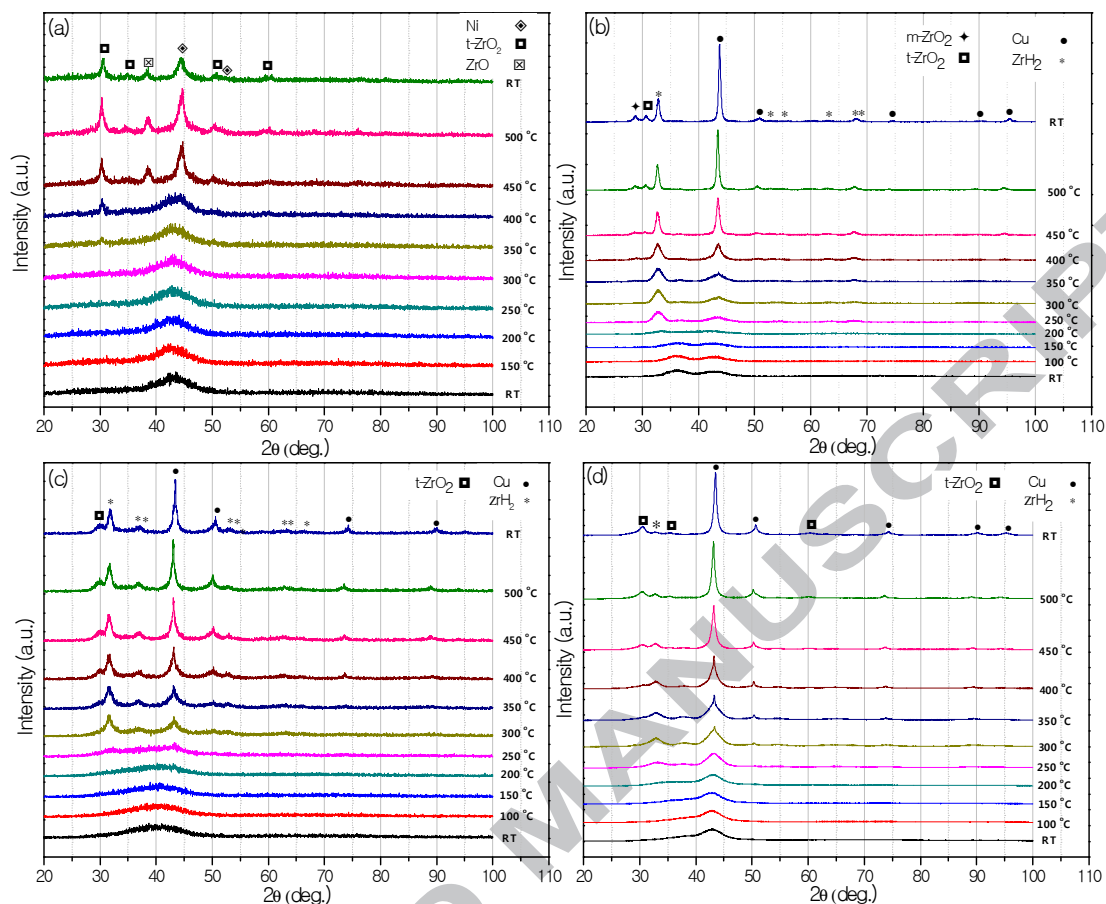 (a)
Ni
t-ZrO2
ZrO
RT
500 °C
450 °C
400 °C
350 °C
300 °C
250 °C
200 °C
150 °C
RT
Intensity (a.u.)
20 30 40 50 60 70 80 90 100 110
2θ (deg.)
(b)
m-ZrO2 Cu
t-ZrO2 ZrH2
RT
500 °C
450 °C
400 °C
350 °C
300 °C
250 °C
200 °C
150 °C
100 °C
RT
Intensity (a.u.)
20 30 40 50 60 70 80 90 100 110
2θ (deg.)
(c)
t-ZrO2 Cu
zrH2
RT
500 °C
450 °C
400 °C
350 °C
300 °C
250 °C
200 °C
150 °C
100 °C
RT
Intensity (a.u.)
20 30 40 50 60 70 80 90 100 110
2θ (deg.)
(d)
t-ZrO2 Cu
ZrH2
RT
500 °C
450 °C
400 °C
350 °C
300 °C
250 °C
200 °C
150 °C
100 °C
RT
Intensity (a.u.)
20 30 40 50 60 70 80 90 100 110
2θ (deg.)
MANUSCRIPT